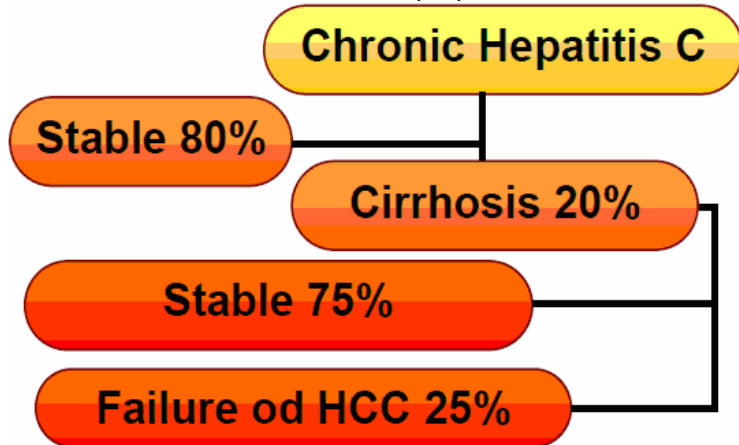 Chronic Hepatitis C
Stable 80%
Cirrhosis 20%
Stable 75%
Failure od HCC 25%